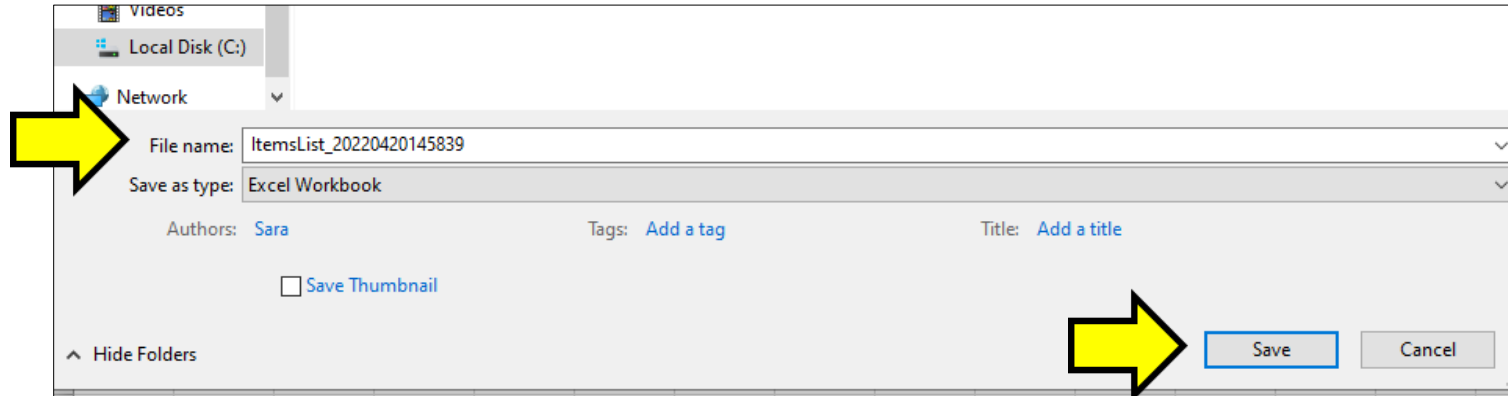 Videos
Local Disk (C:)
Network
File name: ItemsList_20220420145839
Save as type: Excel Workbook
Authors: Sara Tags: Add a tag Title: Add a title
Save Thumbnail
Hide Folders Save Cancel